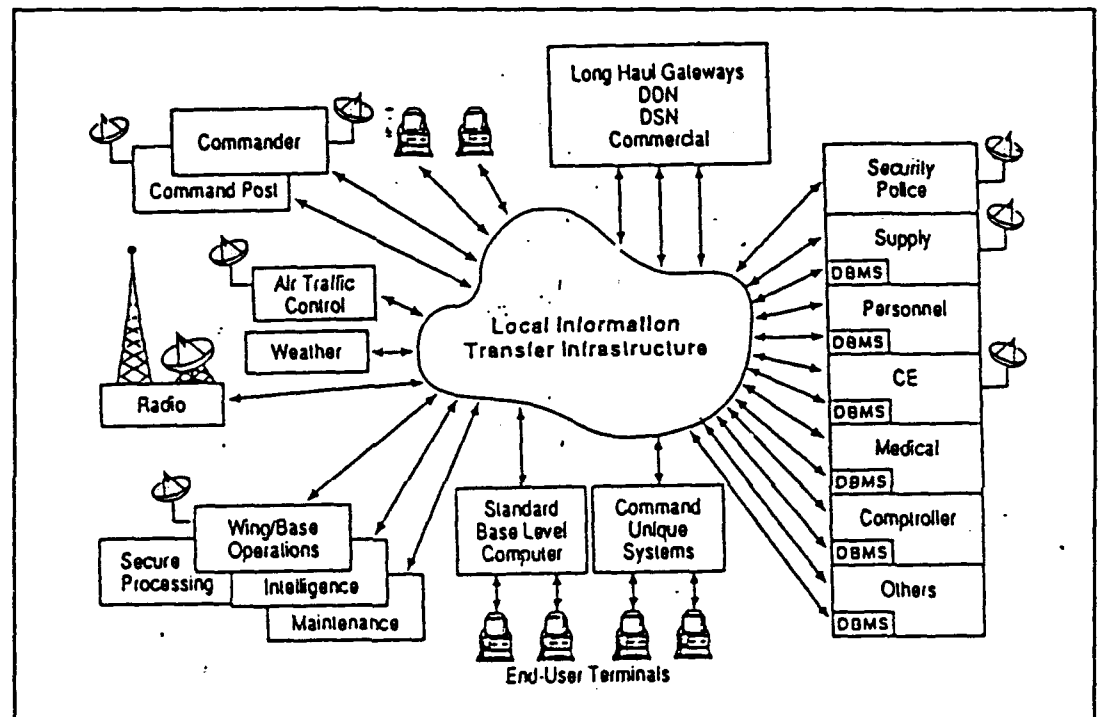 Long Haul Gateways
DDN
DSN
Commercial
Commander
Command Post
Security
Police
Supply
DBMS
Air Traffic
Control
Personnel
DBMS
Local Information
Transfer Infrastructure
Weather
CE
DBMS
Radio
Medical
DBMS
Standard
Base Level
Computer
Command
Unique
Systems
Wing/Base
Operations
Secure
Processing
Intelligence
Maintenance
Comptroller
DBMS
Others
DBMS
End-User Terminals